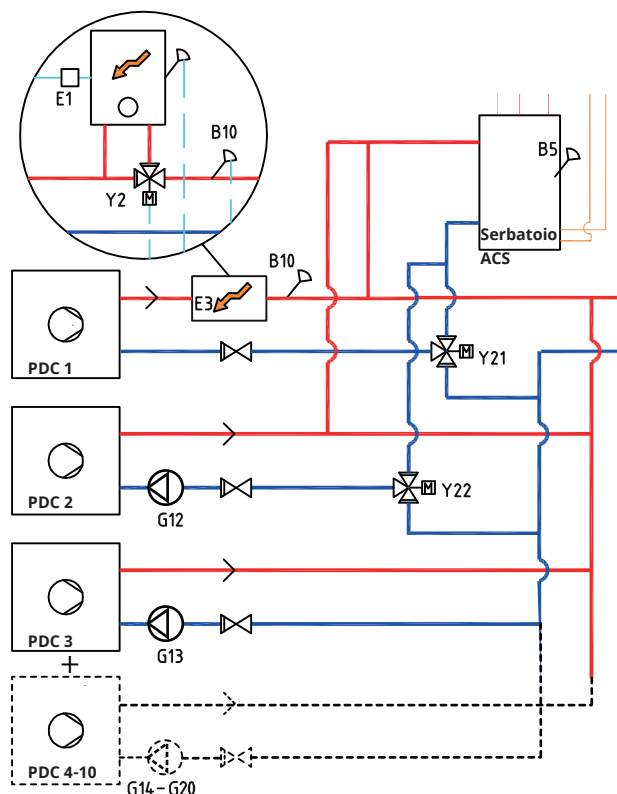 E1
B10
Y2
M
B5
Serbatoio
ACS
B10
E3
PDC 1
M
Y21
PDC 2
G12
M
Y22
PDC 3
G13
+
PDC 4-10
G14-G20